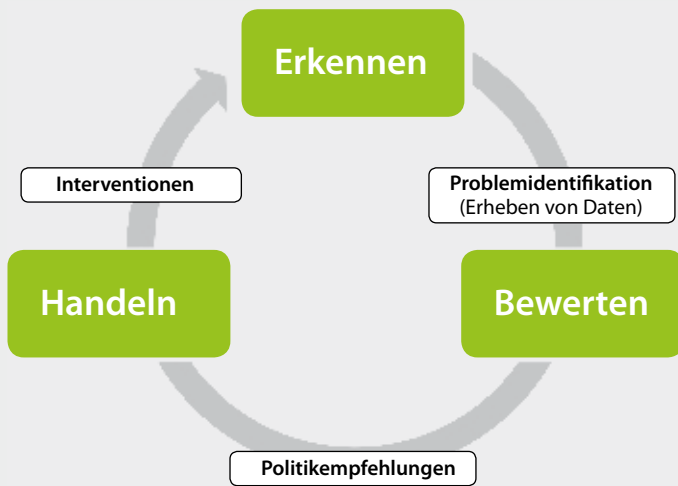 Erkennen
Interventionen
Problemidentifikation
(Erheben von Daten)
Handeln
Bewerten
Politikempfehlungen